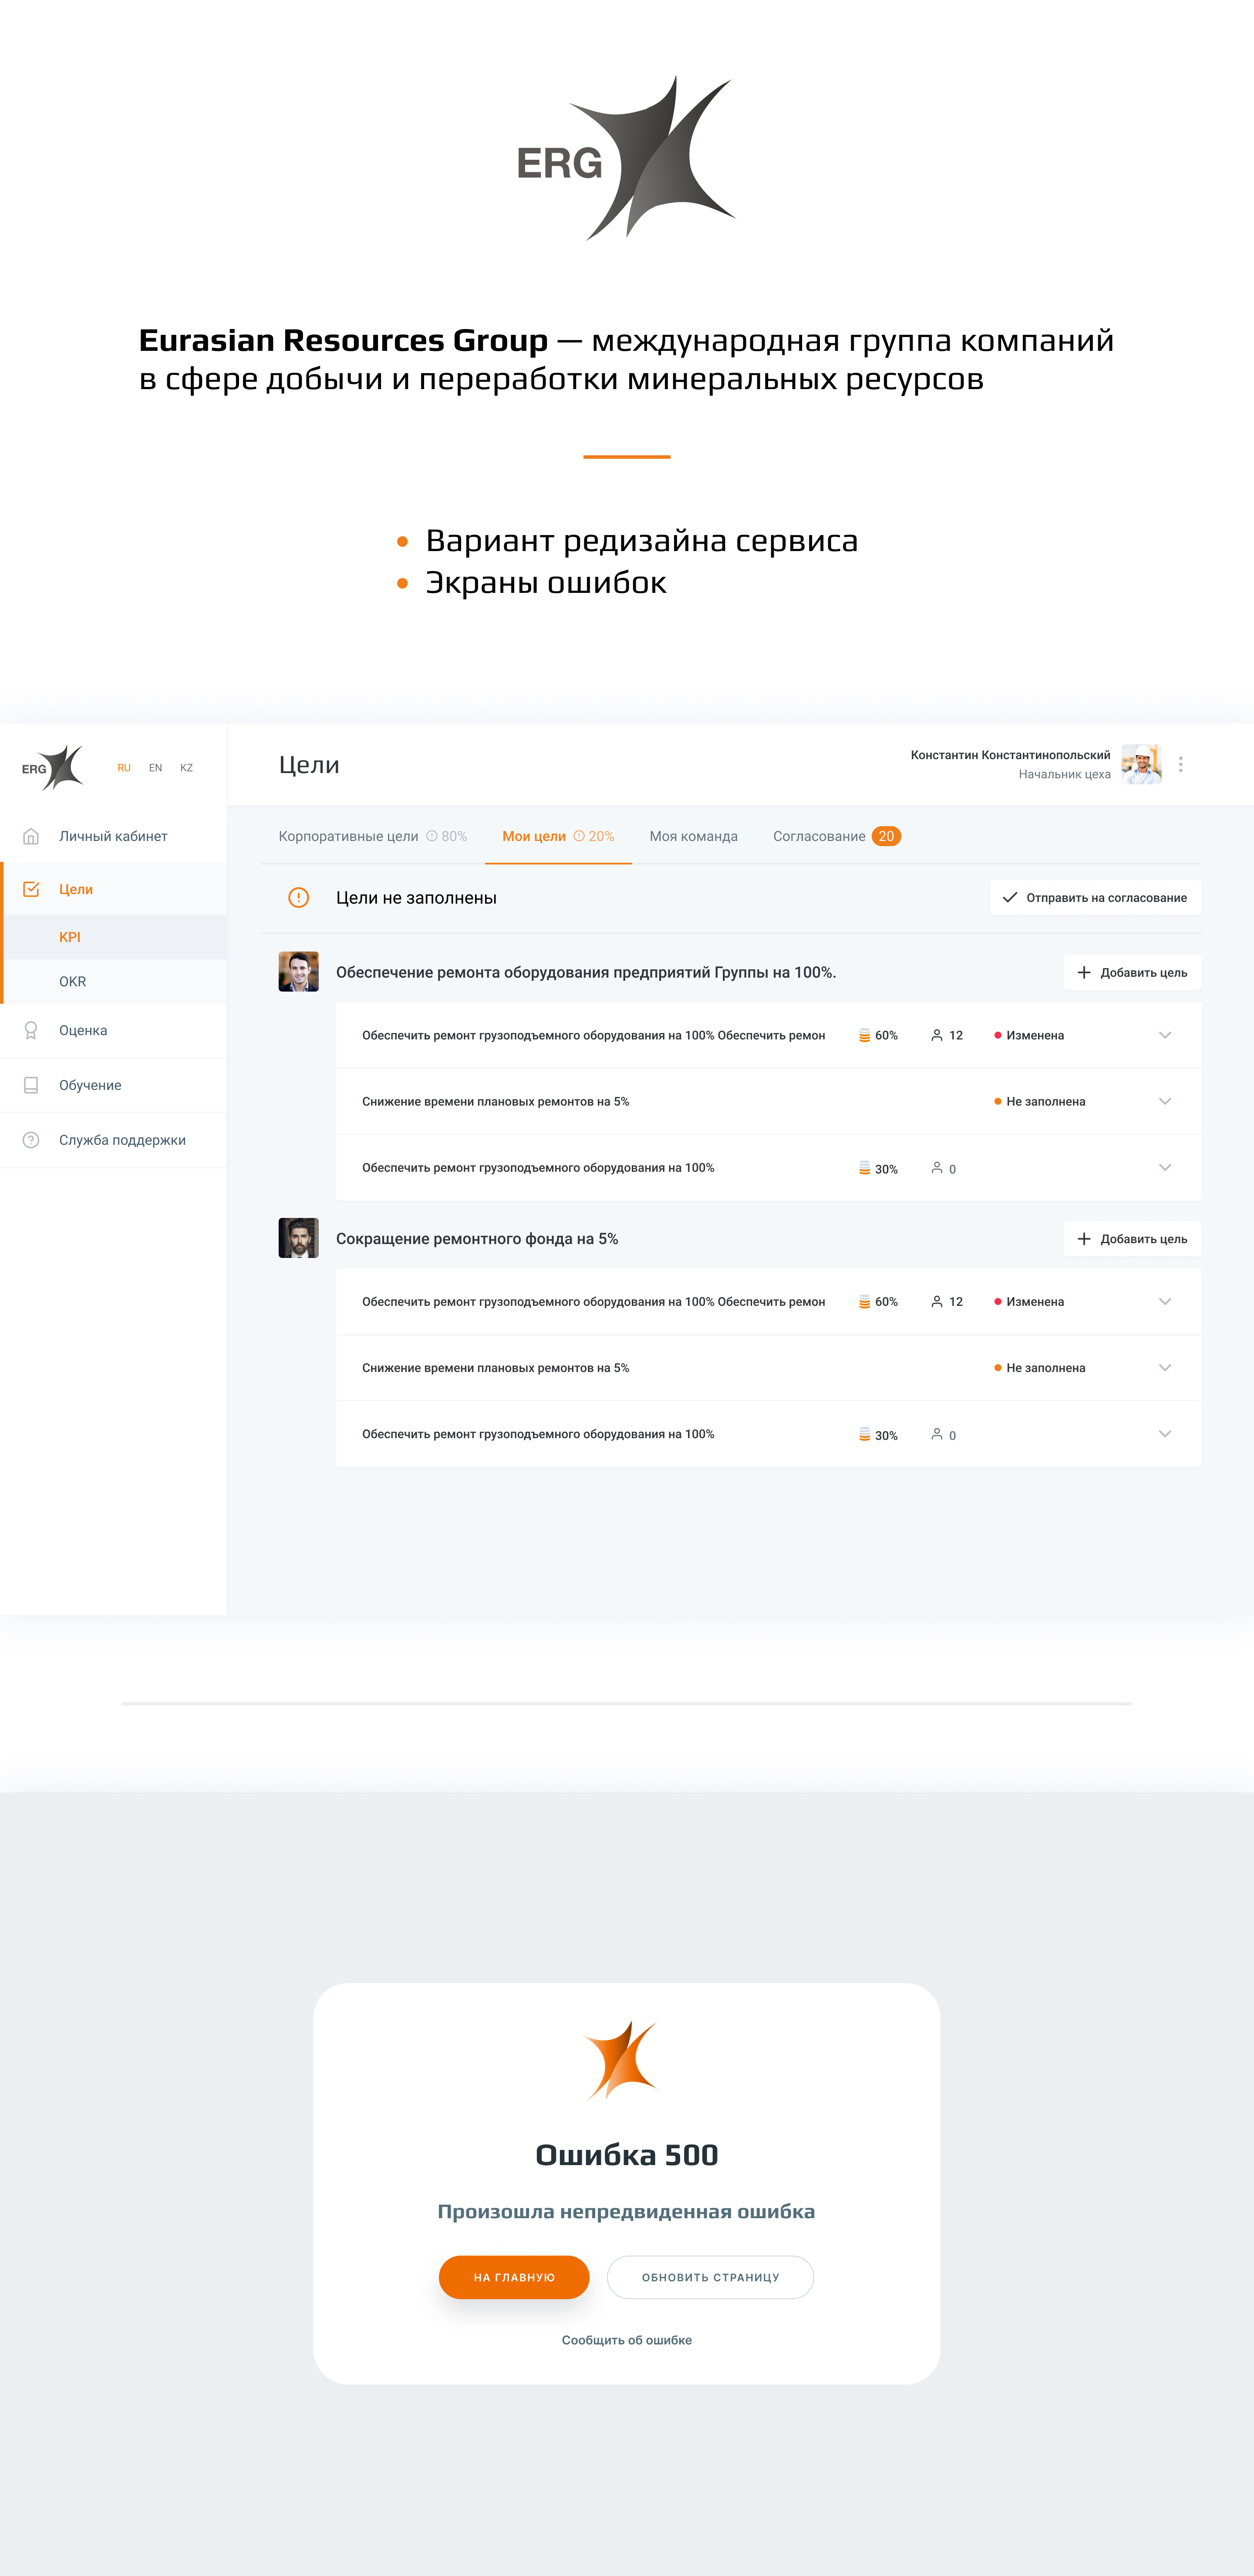 ERG
Eurasian Resources Group — международная группа компаний
в сфере добычи и переработки минеральных ресурсов
Вариант редизайна сервиса
Экраны ошибок
ERG
RU EN KZ
Личный кабинет
Цели
KPI
OKR
Оценка
Обучение
Служба поддержки
Цели
Константин Константинопольский
Начальник цеха
Корпоративные цели 80% Мои цели 20% Моя команда Согласование 20
Цели не заполнены
Отправить на согласование
Обеспечение ремонта оборудования предприятий Группы на 100%.
Добавить цель
Обеспечить ремонт грузоподъемного оборудования на 100% Обеспечить ремон 60% 12 Изменена
Снижение времени плановых ремонтов на 5% Не заполнена
Обеспечить ремонт грузоподъемного оборудования на 100% 30% 0
Сокращение ремонтного фонда на 5%
Добавить цель
Обеспечить ремонт грузоподъемного оборудования на 100% Обеспечить ремон 60% 12 Изменена
Снижение времени плановых ремонтов на 5% Не заполнена
Обеспечить ремонт грузоподъемного оборудования на 100% 30% 0
Ошибка 500
Произошла непредвиденная ошибка
НА ГЛАВНУЮ
ОБНОВИТЬ СТРАНИЦУ
Сообщить об ошибке